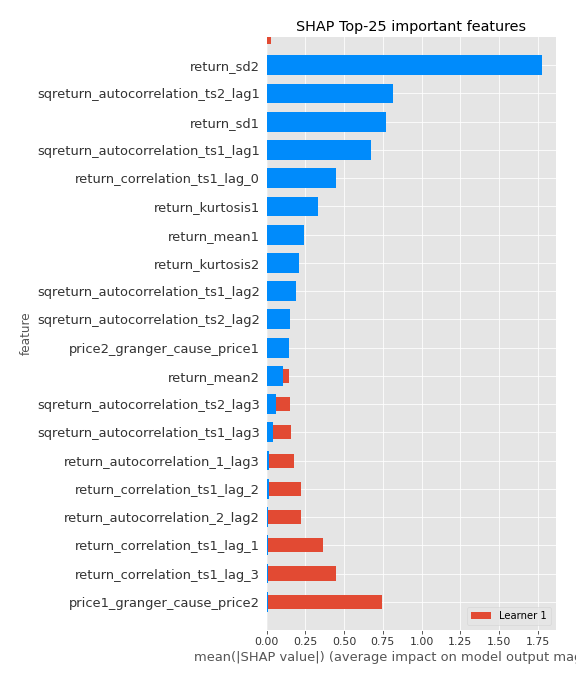 SHAP Top-25 important features
return_sd2
sqreturn_autocorrelation_ts2_lag1
return_sd1
sqreturn_autocorrelation_ts1_lag1
return_correlation_ts1_lag_0
return_kurtosis1
return_mean1
return_kurtosis2
sqreturn_autocorrelation_ts1_lag2
sqreturn_autocorrelation_ts2_lag2
price2_granger_cause_price1
return_mean2
sqreturn_autocorrelation_ts2_lag3
sqreturn_autocorrelation_ts1_lag3
return_autocorrelation_1_lag3
return_correlation_ts1_lag_2
return_autocorrelation_2_lag2
return_correlation_ts1_lag_1
return_correlation_ts1_lag_3
price1_granger_cause_price2
feature
Learner 1
0.00 0.25 0.50 0.75 1.00 1.25 1.50 1.75
mean(|SHAP value|) (average impact on model output mag